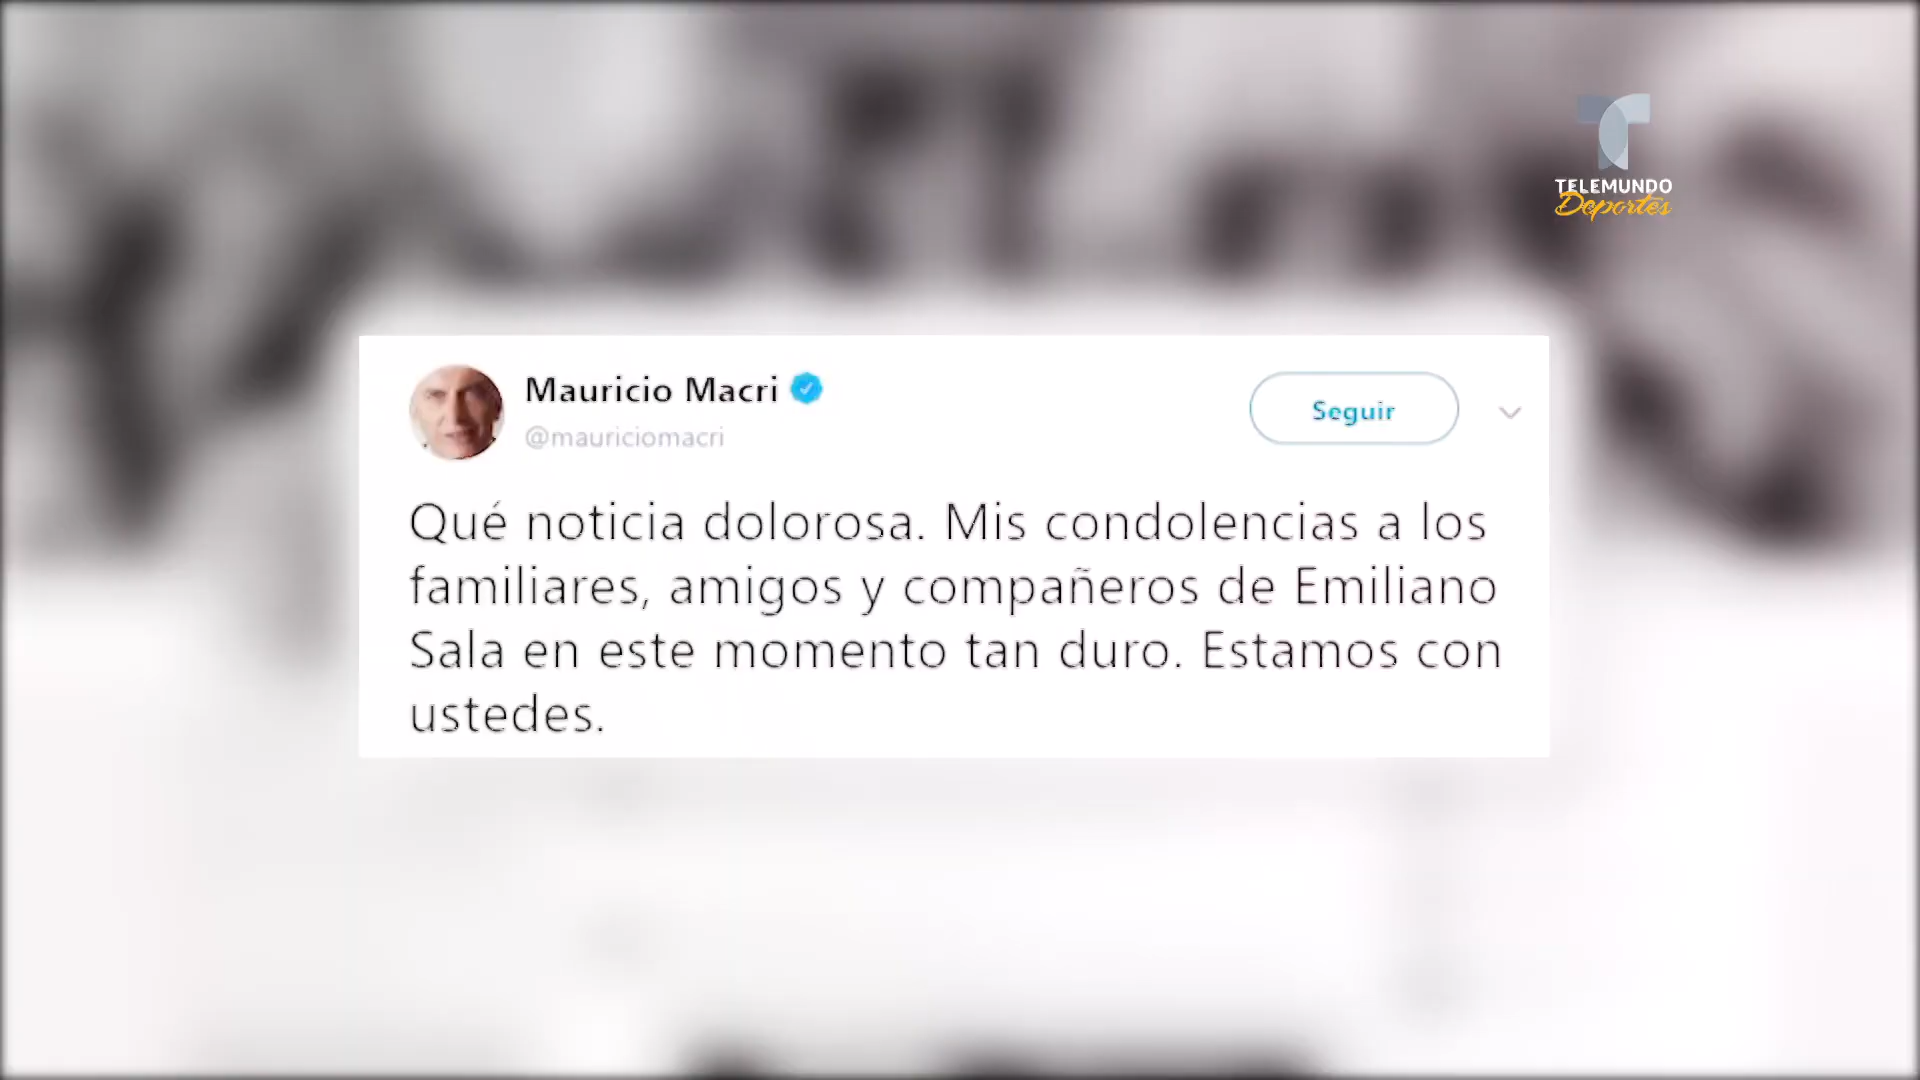 TELEMUNDO
Deportes
Mauricio Macri
@mauriciomacri
Seguir
Qué noticia dolorosa. Mis condolencias a los
familiares, amigos y compañeros de Emiliano
Sala en este momento tan duro. Estamos con
ustedes.